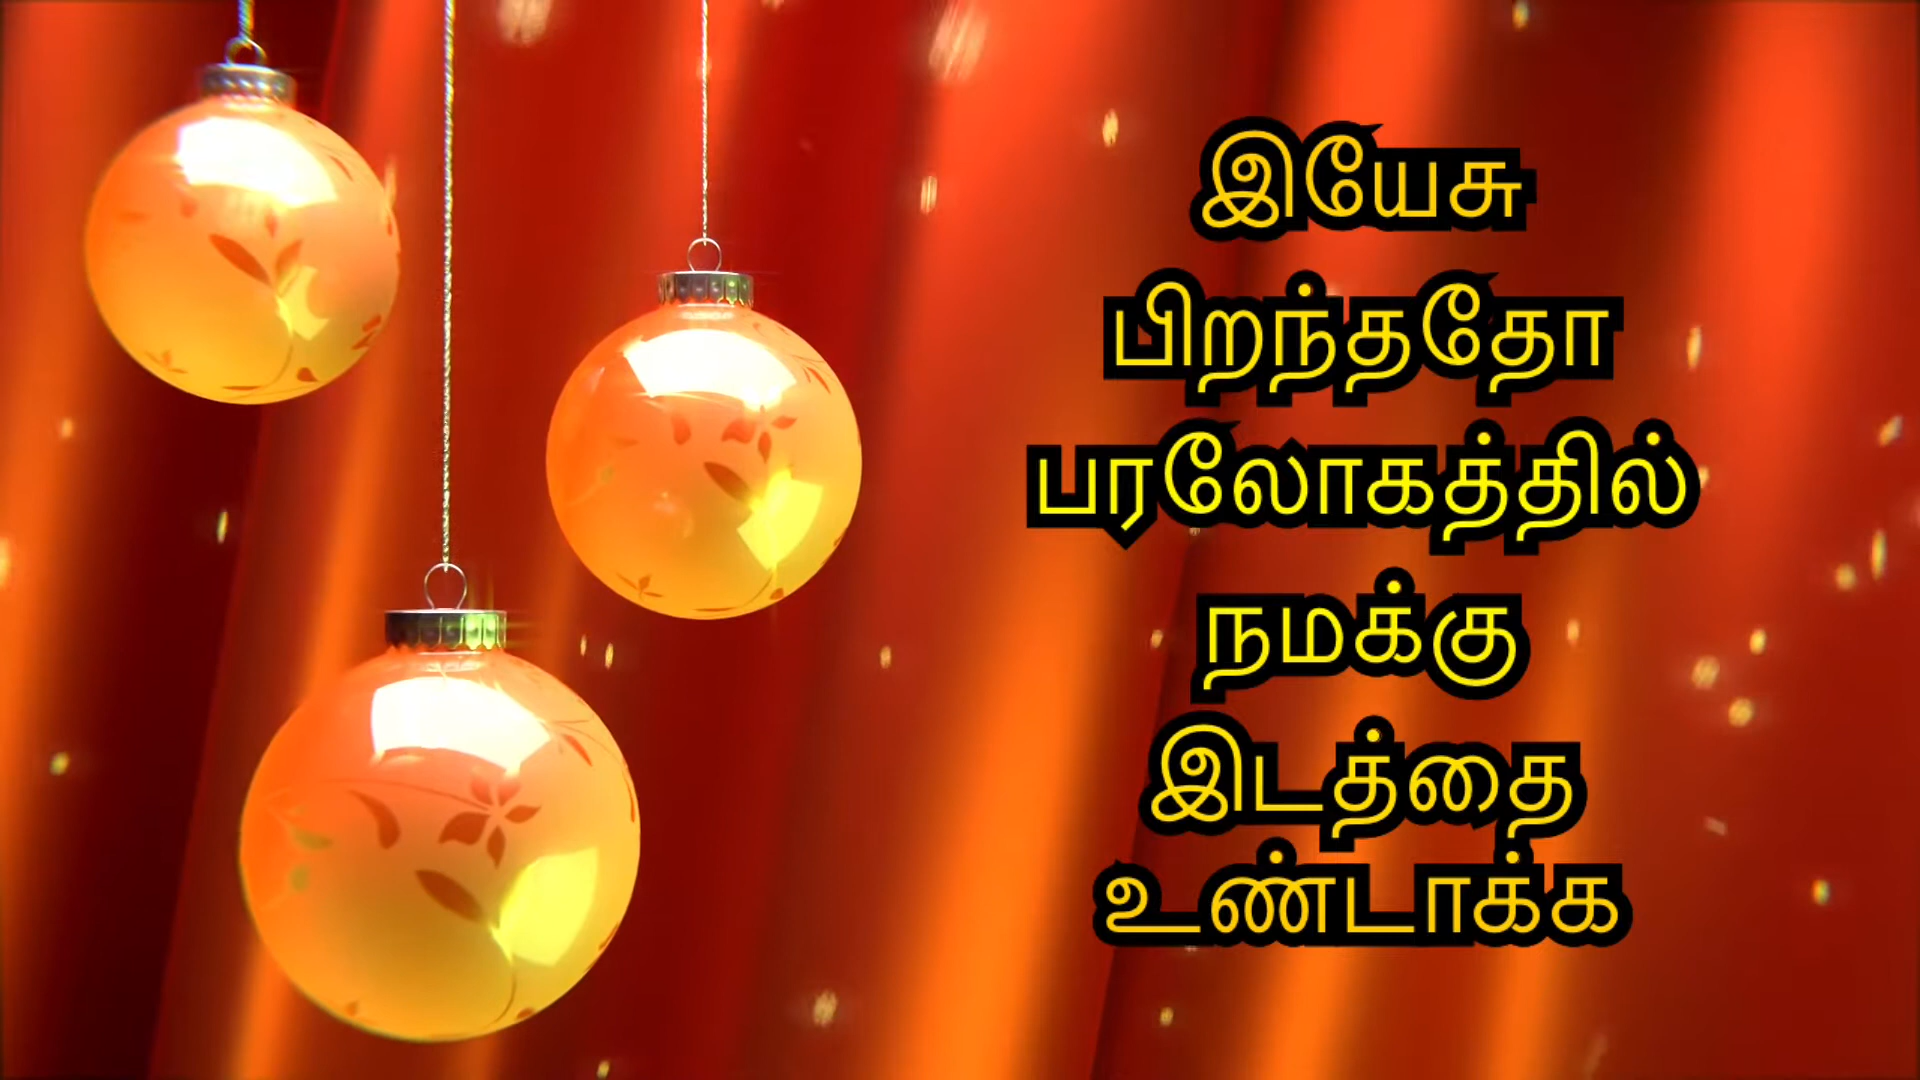 இயேசு
பிறந்ததோ
பரலோகத்தில்
நமக்கு
இடத்தை
உண்டாக்க